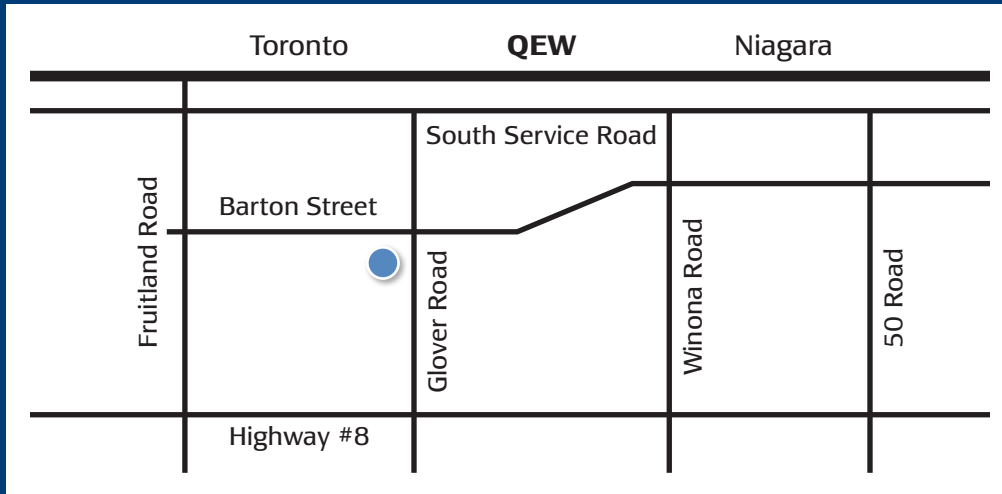 Toronto
QEW
Niagara
South Service Road
Fruitland Road
Barton Street
Glover Road
Winona Road
50 Road
Highway #8